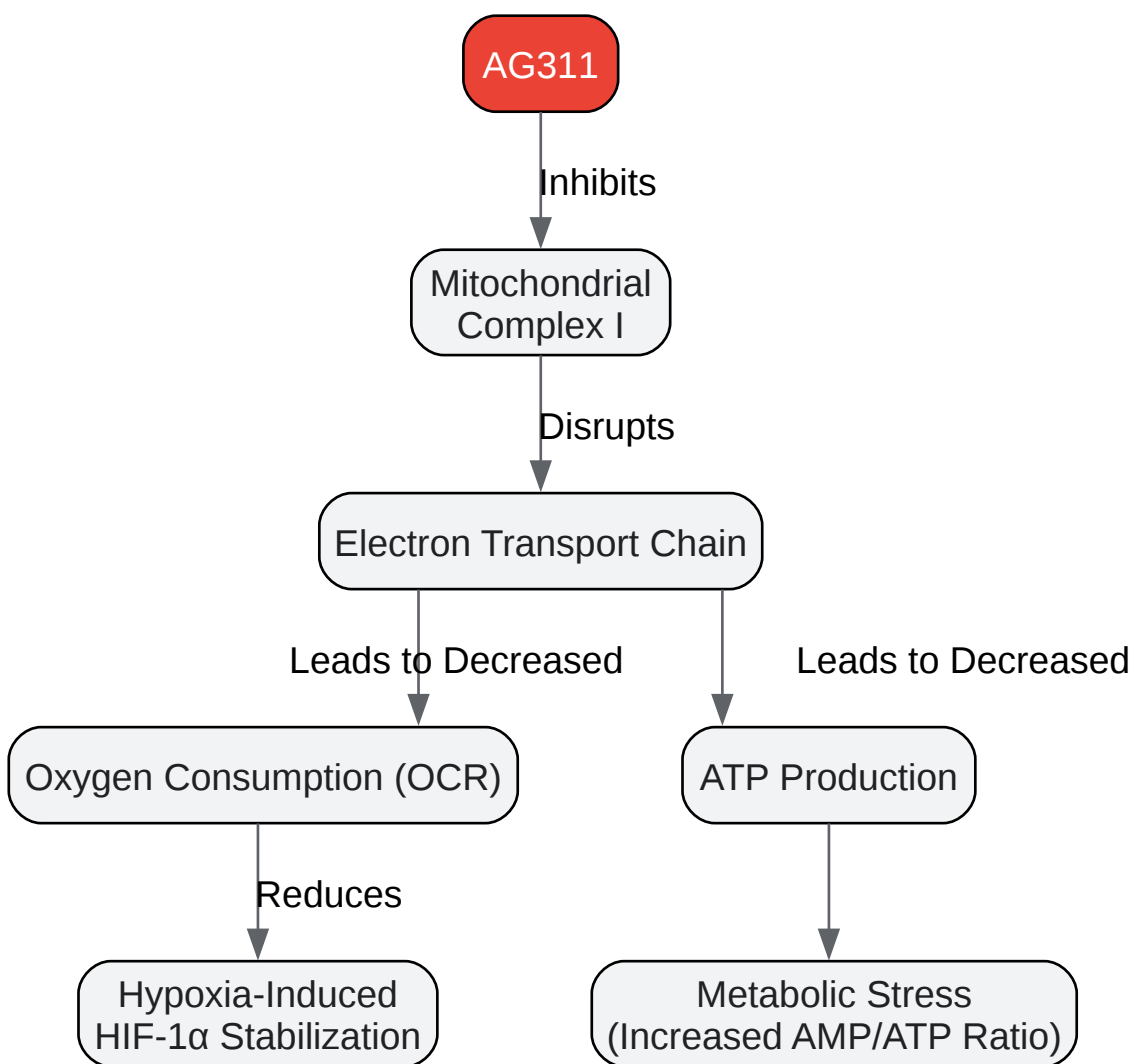 AG311
Inhibits
Mitochondrial
Complex I
Disrupts
Electron Transport Chain
Leads to Decreased
Leads to Decreased
Oxygen Consumption (OCR)
ATP Production
Reduces
Hypoxia-Induced
HIF-1α Stabilization
Metabolic Stress
(Increased AMP/ATP Ratio)